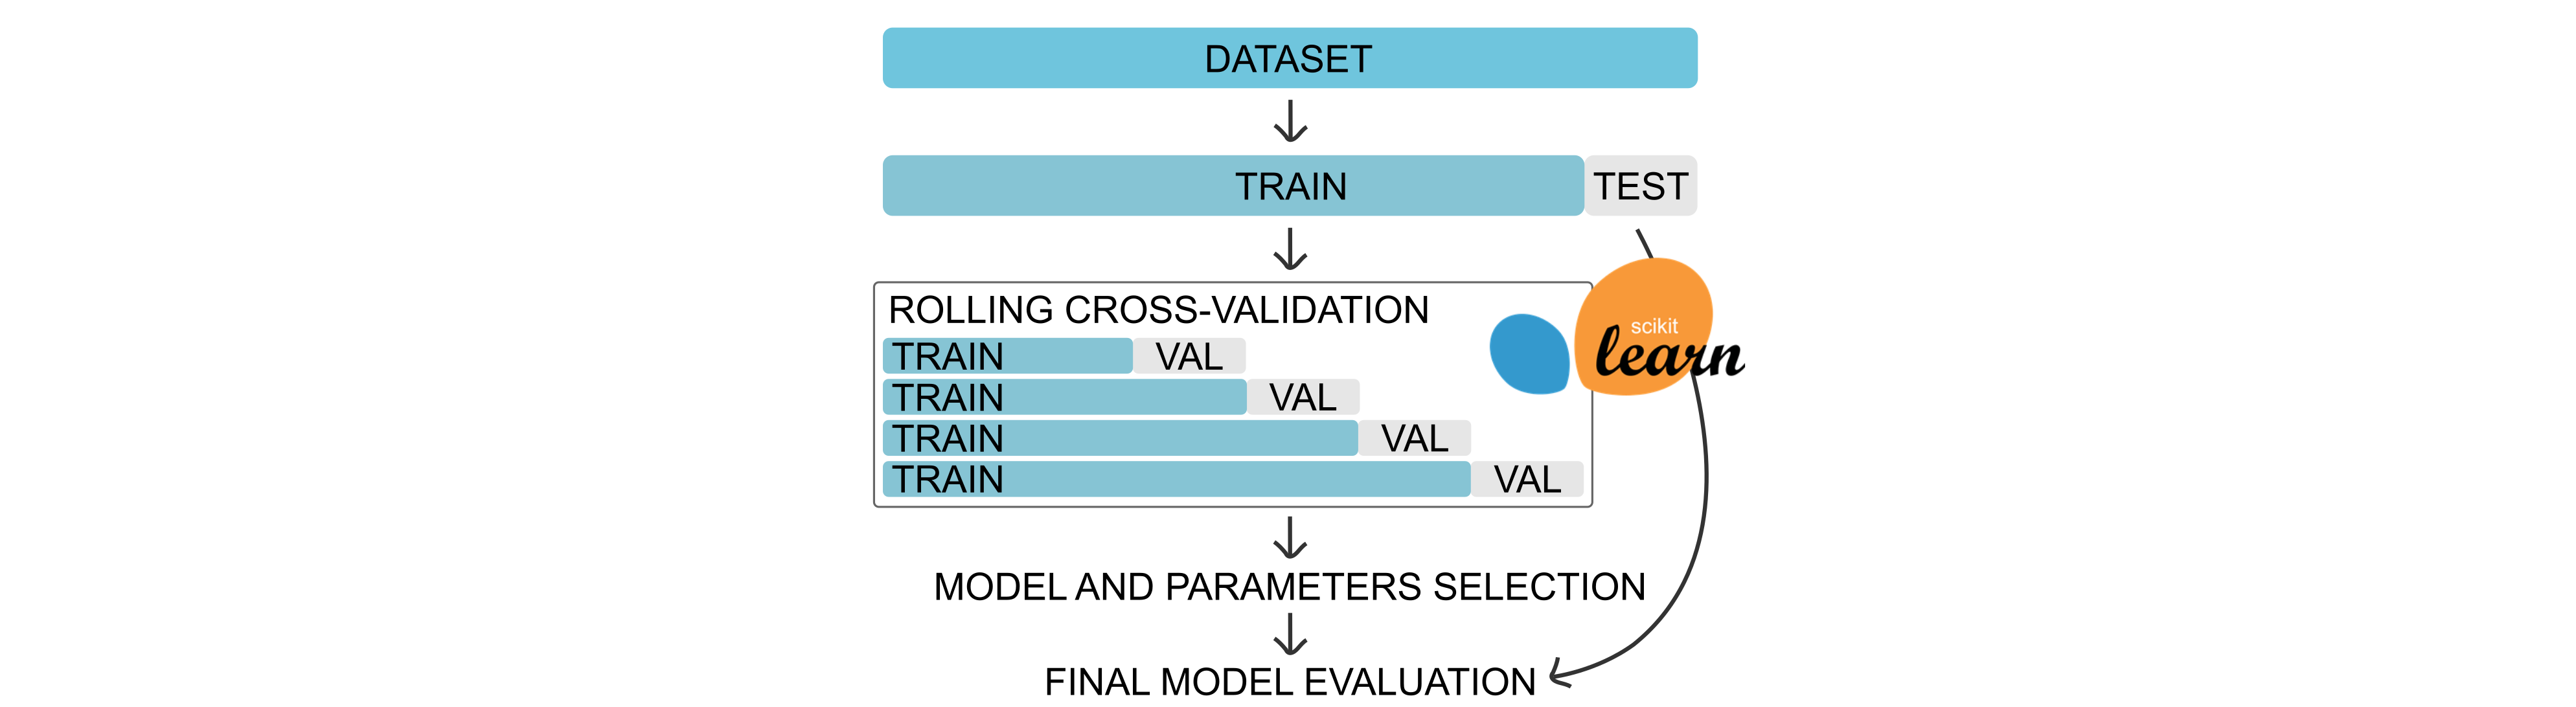 DATASET
TRAIN TEST
ROLLING CROSS-VALIDATION
scikit
learn
TRAIN VAL
TRAIN VAL
TRAIN VAL
TRAIN VAL
MODEL AND PARAMETERS SELECTION
FINAL MODEL EVALUATION